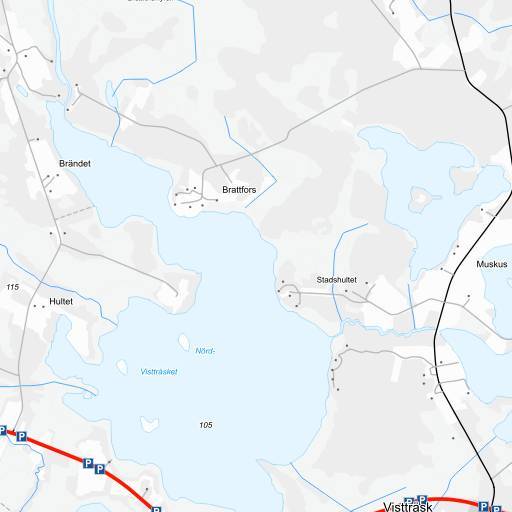 Brändet
Brattfors
Muskus
Stadshultet
115
Hultet
Nörd-
Vistträsket
105
P
P
P
P
P
P
P
P
P
Vistträsk